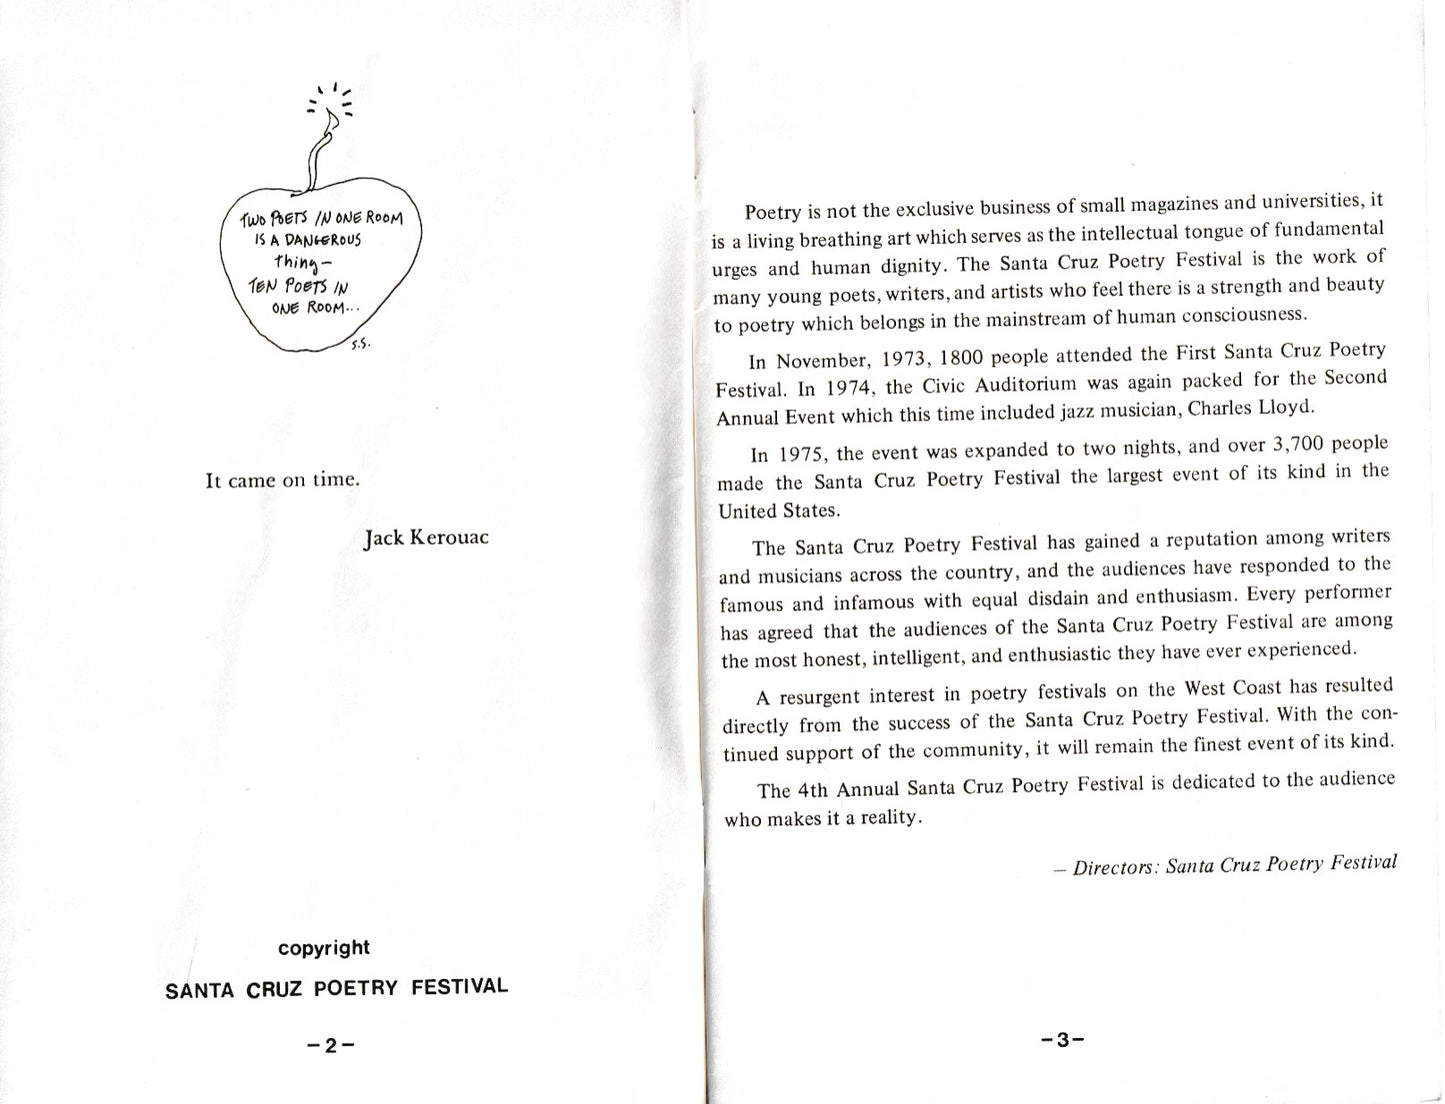 TWO POETS IN ONE ROOM
IS A DANGEROUS
thing—
TEN POETS IN
ONE ROOM...
S.S.
It came on time.
Jack Kerouac
copyright
SANTA CRUZ POETRY FESTIVAL
– 2 –
Poetry is not the exclusive business of small magazines and universities, it
is a living breathing art which serves as the intellectual tongue of fundamental
urges and human dignity. The Santa Cruz Poetry Festival is the work of
many young poets, writers, and artists who feel there is a strength and beauty
to poetry which belongs in the mainstream of human consciousness.
In November, 1973, 1800 people attended the First Santa Cruz Poetry
Festival. In 1974, the Civic Auditorium was again packed for the Second
Annual Event which this time included jazz musician, Charles Lloyd.
In 1975, the event was expanded to two nights, and over 3,700 people
made the Santa Cruz Poetry Festival the largest event of its kind in the
United States.
The Santa Cruz Poetry Festival has gained a reputation among writers
and musicians across the country, and the audiences have responded to the
famous and infamous with equal disdain and enthusiasm. Every performer
has agreed that the audiences of the Santa Cruz Poetry Festival are among
the most honest, intelligent, and enthusiastic they have ever experienced.
A resurgent interest in poetry festivals on the West Coast has resulted
directly from the success of the Santa Cruz Poetry Festival. With the con-
tinued support of the community, it will remain the finest event of its kind.
The 4th Annual Santa Cruz Poetry Festival is dedicated to the audience
who makes it a reality.
– Directors: Santa Cruz Poetry Festival
– 3 –